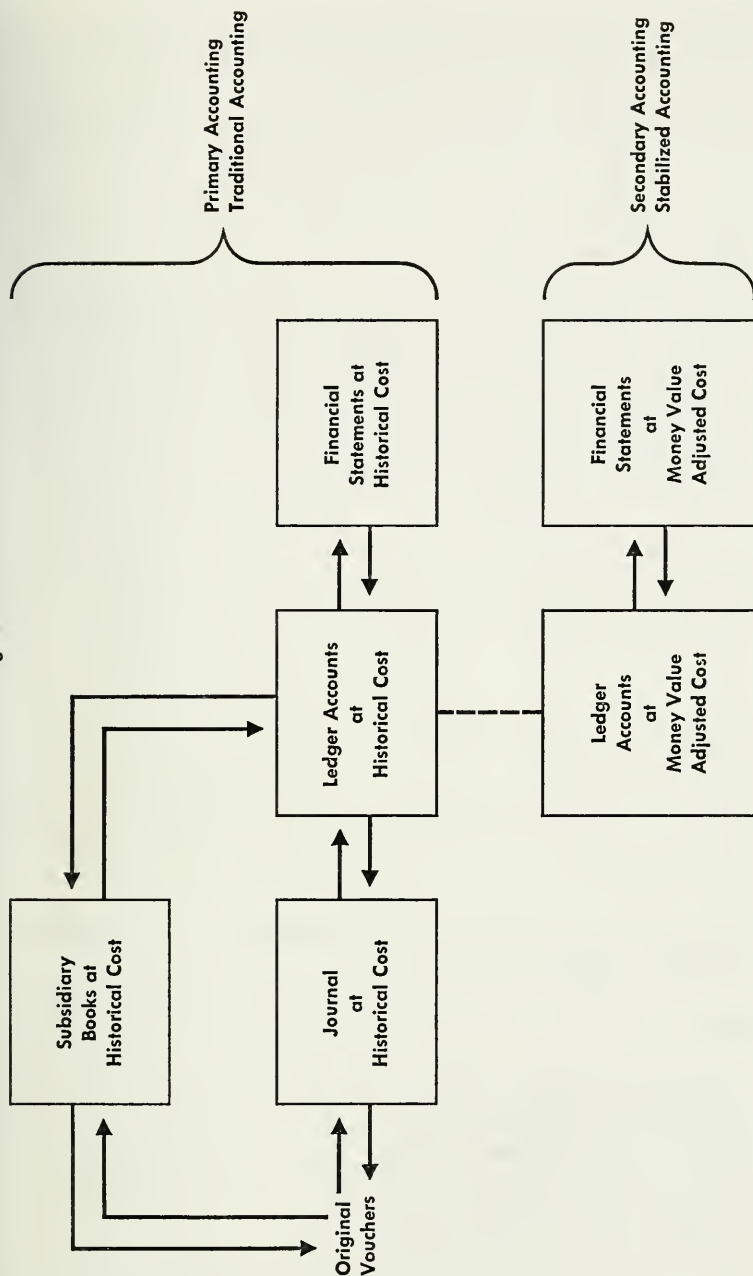 Primary Accounting
Traditional Accounting
Subsidiary
Books at
Historical Cost
Original
Vouchers
Journal
at
Historical Cost
Ledger Accounts
at
Historical Cost
Financial
Statements at
Historical Cost
Secondary Accounting
Stabilized Accounting
Ledger
Accounts
at
Money Value
Adjusted Cost
Financial
Statements
at
Money Value
Adjusted Cost